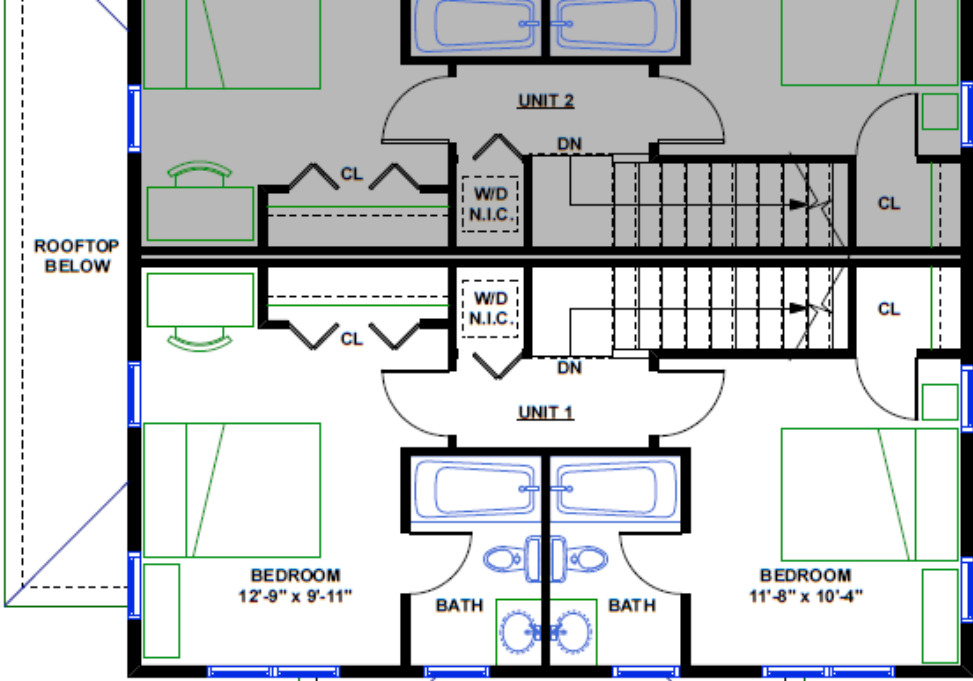 UNIT 2
DN
CL
W/D
N.I.C.
CL
ROOFTOP
BELOW
W/D
N.I.C.
CL
CL
DN
UNIT 1
BEDROOM
12'-9" x 9'-11"
BEDROOM
11'-8" x 10'-4"
BATH
BATH